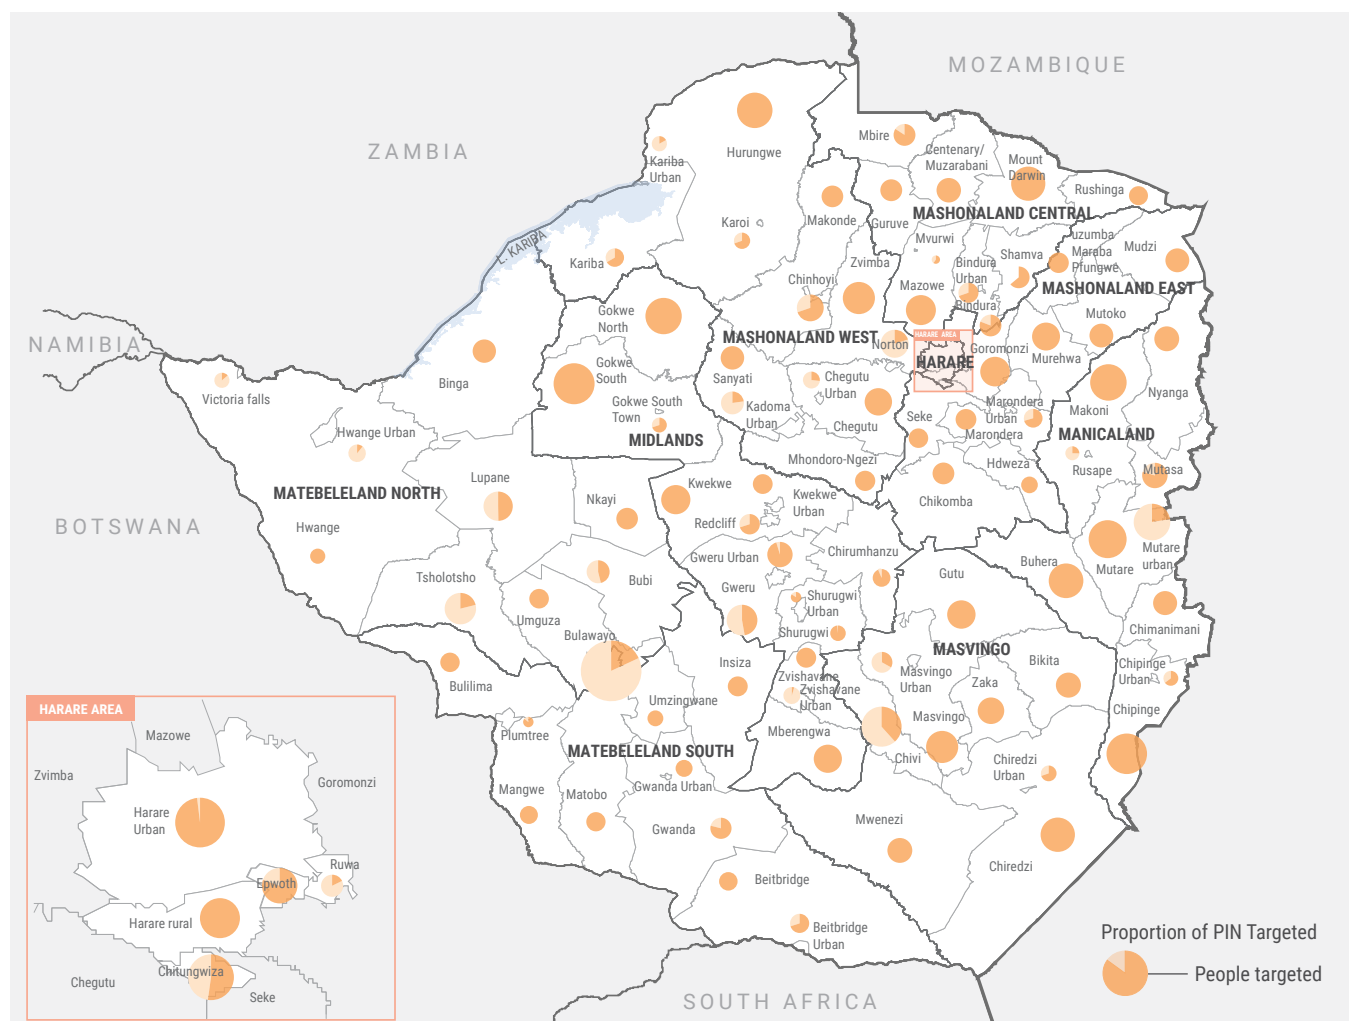 MOZAMBIQUE
ZAMBIA
NAMIBIA
BOTSWANA
SOUTH AFRICA
L. KARIBA
Hurungwe
Kariba
Urban
Mbire
Centenary/
Muzarabani
Mount
Darwin
Rushinga
Karoi
Makonde
Guruve
MASHONALAND CENTRAL
Kariba
Mvurwi
Shamva
uzumba
Maraba
Pfungwe
Mudzi
Chinhoyi
Zvimba
Bindura
Urban
Mazowe
Bindura
MASHONALAND EAST
Gokwe
North
MASHONALAND WEST
Norton
HARARE AREA
HARARE
Goromonzi
Mutoko
Murehwa
Binga
Gokwe
South
Sanyati
Chegutu
Urban
Nyanga
Victoria falls
Gokwe South
Town
Kadoma
Urban
Chegutu
Seke
Marondera
Urban
Marondera
Makoni
Hwange Urban
MIDLANDS
MANICALAND
Mhondoro-Ngezi
Hdweza
Rusape
Mutasa
Lupane
MATEBELELAND NORTH
Nkayi
Kwekwe
Kwekwe
Urban
Chikomba
Redcliff
Hwange
Gweru Urban
Chirumhanzu
Buhera
Mutare
Mutare
urban
Tsholotsho
Bubi
Gweru
Gutu
Umguza
Shurugwi
Urban
Bulawayo
Shurugwi
Chimanimani
MASVINGO
Bulilima
Insiza
Zvishavane
Zvishavane
Urban
Masvingo
Urban
Zaka
Bikita
Chipinge
Urban
Umzingwane
Masvingo
Chipinge
Plumtree
MATEBELELAND SOUTH
Mberengwa
Chivi
Chiredzi
Urban
Gwanda Urban
Mangwe
Matobo
Gwanda
Mwenezi
Chiredzi
Beitbridge
Beitbridge
Urban
HARARE AREA
Mazowe
Zvimba
Goromonzi
Harare
Urban
Ruwa
Epwoth
Harare rural
Chitungwiza
Chegutu
Seke
Proportion of PIN Targeted
People targeted